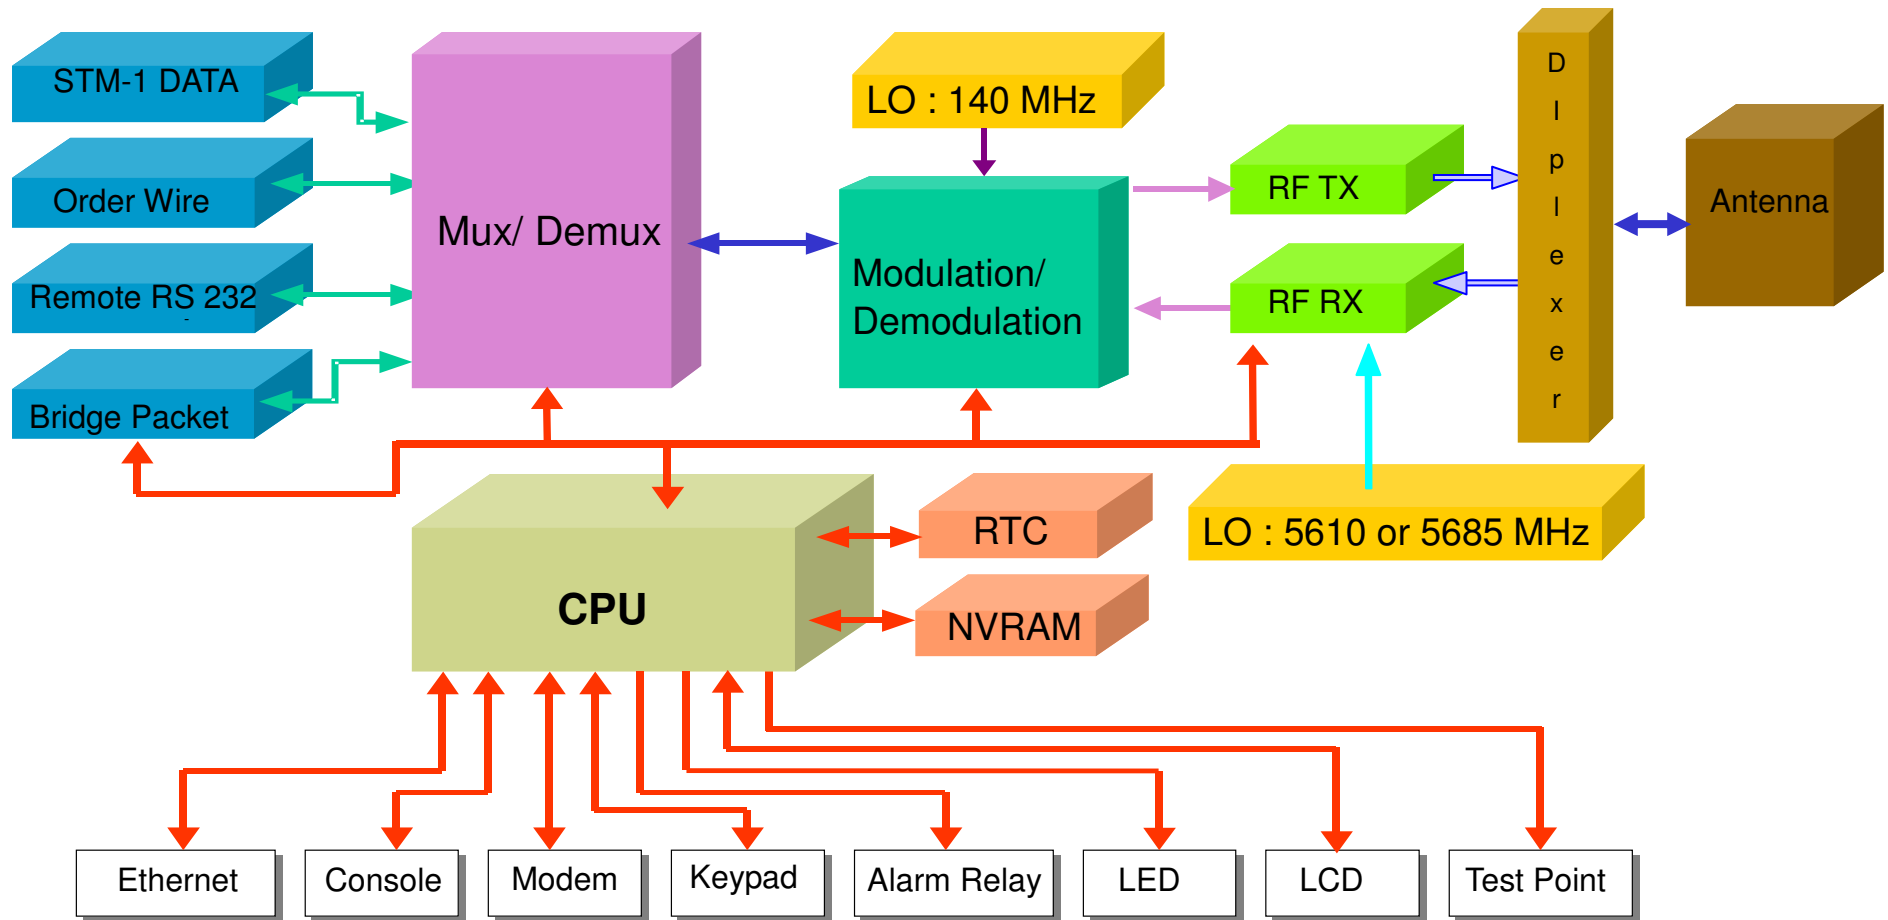 STM-1 DATA
Order Wire
Remote RS 232
Bridge Packet
Mux/ Demux
LO : 140 MHz
Modulation/
Demodulation
RF TX
RF RX
DIplexer
Antenna
LO : 5610 or 5685 MHz
CPU
RTC
NVRAM
Ethernet
Console
Modem
Keypad
Alarm Relay
LED
LCD
Test Point